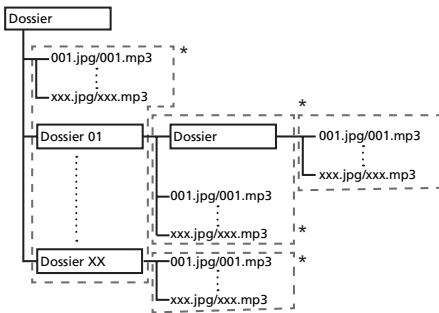 Dossier
001.jpg/001.mp3
*
xxx.jpg/xxx.mp3
*
Dossier 01
Dossier
001.jpg/001.mp3
xxx.jpg/xxx.mp3
001.jpg/001.mp3
xxx.jpg/xxx.mp3
*
Dossier XX
001.jpg/001.mp3
*
xxx.jpg/xxx.mp3